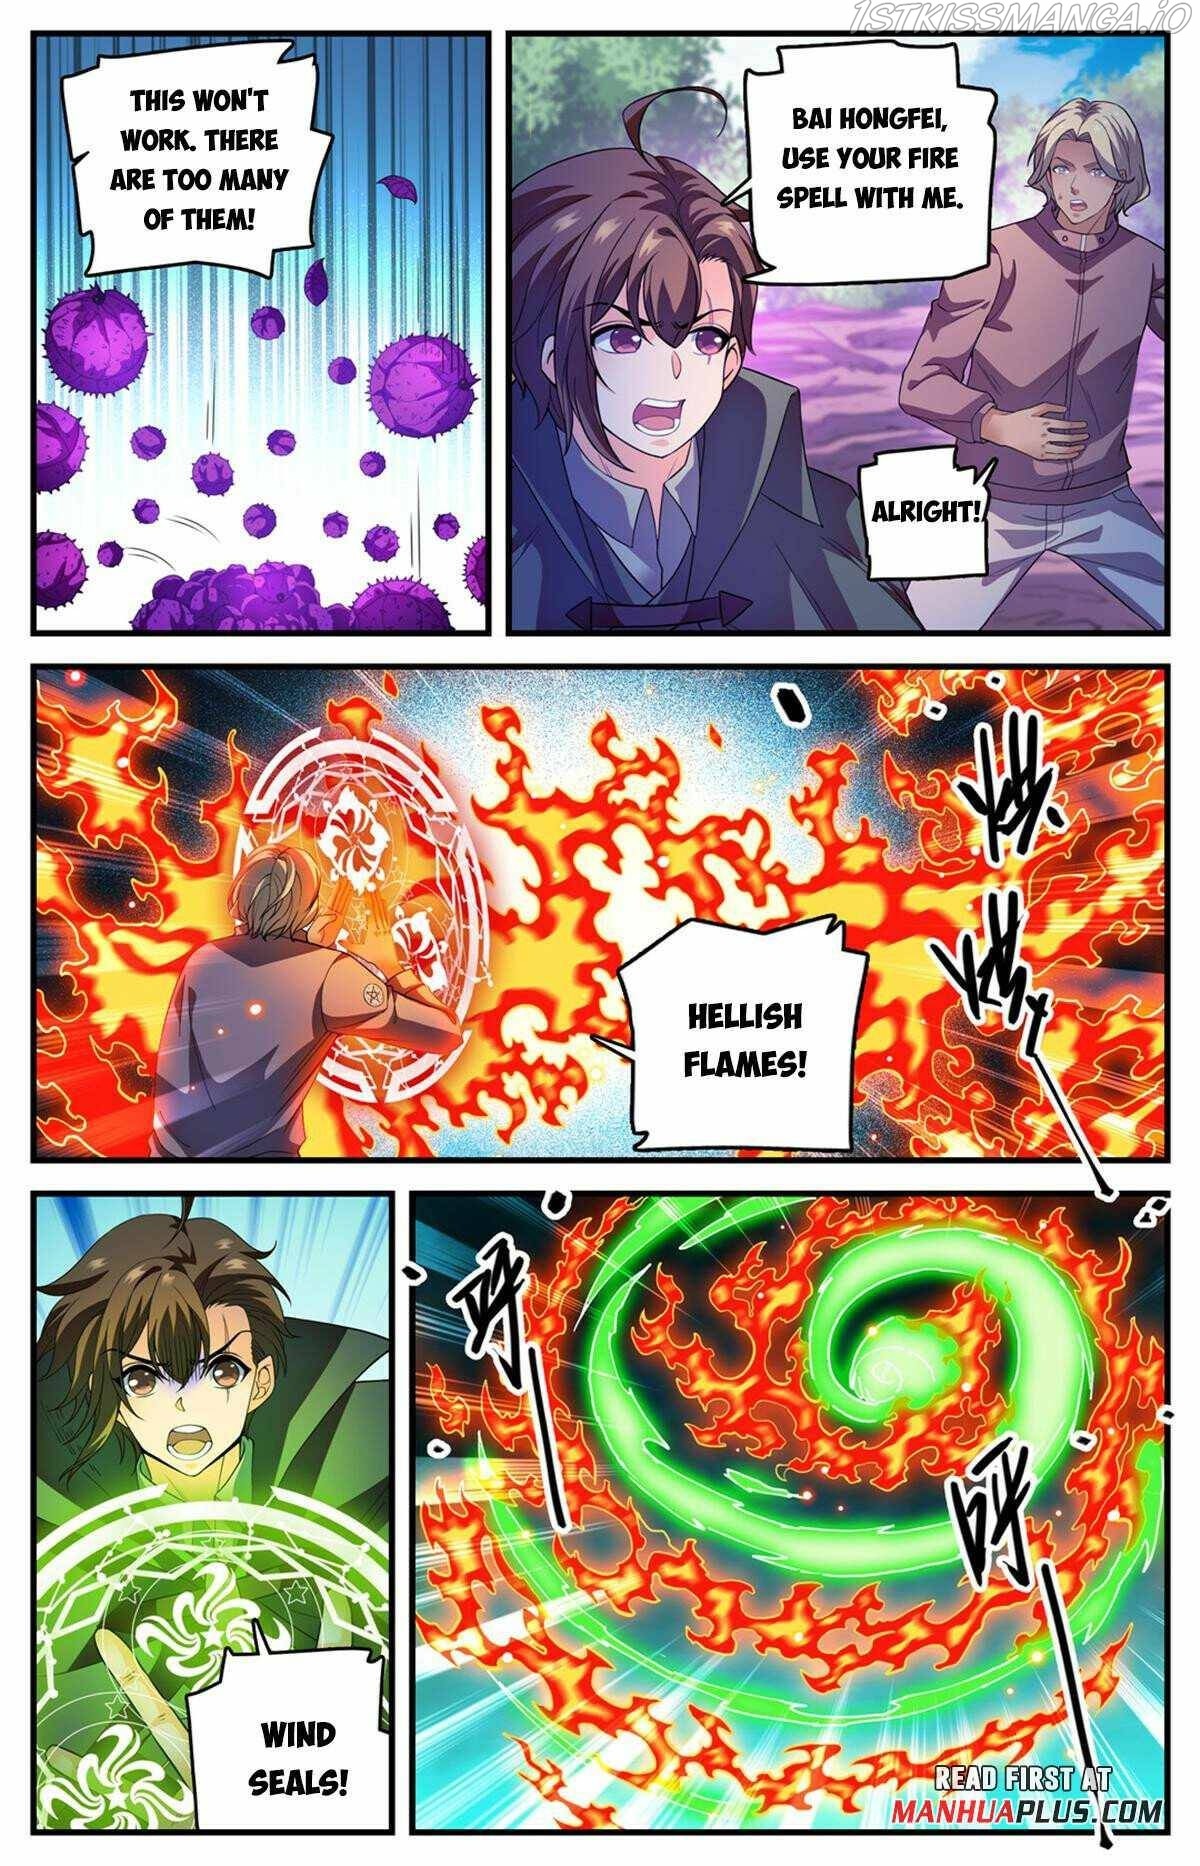 1STKISSMANGA.IO
THIS WON'T
WORK. THERE
ARE TOO MANY
OF THEM!
BAI HONGFEI,
USE YOUR FIRE
SPELL WITH ME.
ALRIGHT!
HELLISH
FLAMES!
WIND
SEALS!
呼
呼
READ FIRST AT
MANHUAPLUS.COM